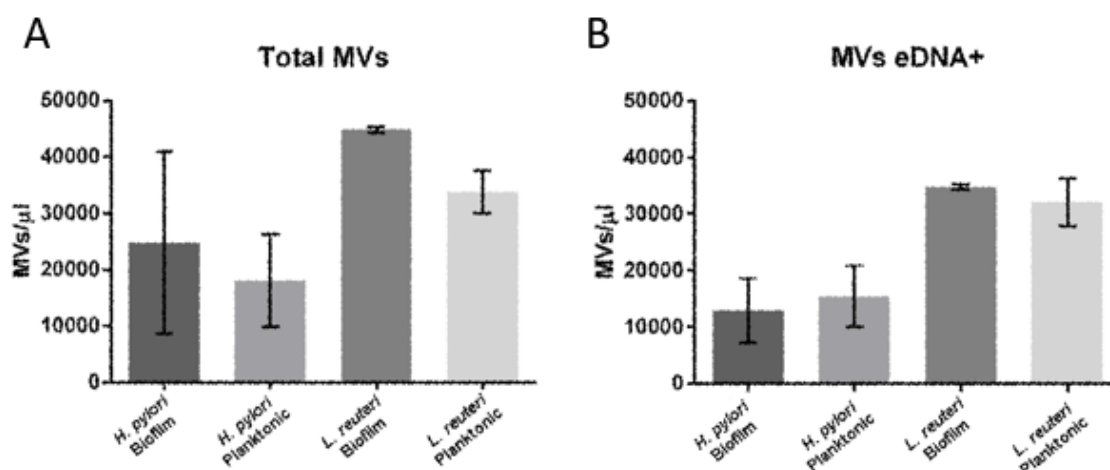 A
Total MVs
MVs/µl
50000
40000
30000
20000
10000
0
H. pylori
Biofilm
H. pylori
Planktonic
L. reuteri
Biofilm
L. reuteri
Planktonic
B
MVs eDNA+
MVs/µl
50000
40000
30000
20000
10000
0
H. pylori
Biofilm
H. pylori
Planktonic
L. reuteri
Biofilm
L. reuteri
Planktonic